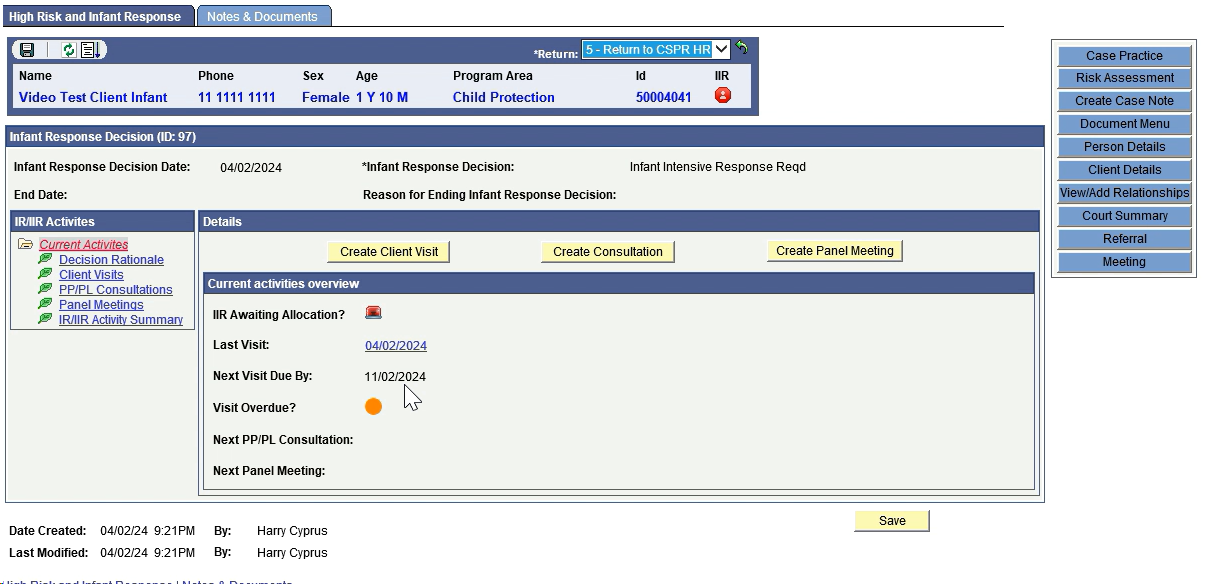 High Risk and Infant Response Notes & Documents
*Return: 5 - Return to CSPR HR
Name Phone Sex Age Program Area Id IIR
Video Test Client Infant 11 1111 1111 Female 1 Y 10 M Child Protection 50004041
Infant Response Decision (ID: 97)
Infant Response Decision Date: 04/02/2024 *Infant Response Decision: Infant Intensive Response Reqd
End Date: Reason for Ending Infant Response Decision:
IR/IIR Activites
Current Activites
Decision Rationale
Client Visits
PP/PL Consultations
Panel Meetings
IR/IIR Activity Summary
Details
Create Client Visit Create Consultation Create Panel Meeting
Current activities overview
IIR Awaiting Allocation?
Last Visit: 04/02/2024
Next Visit Due By: 11/02/2024
Visit Overdue?
Next PP/PL Consultation:
Next Panel Meeting:
Save
Date Created: 04/02/24 9:21PM By: Harry Cyprus
Last Modified: 04/02/24 9:21PM By: Harry Cyprus
High Risk and Infant Response | Notes & Documents
Case Practice
Risk Assessment
Create Case Note
Document Menu
Person Details
Client Details
View/Add Relationships
Court Summary
Referral
Meeting